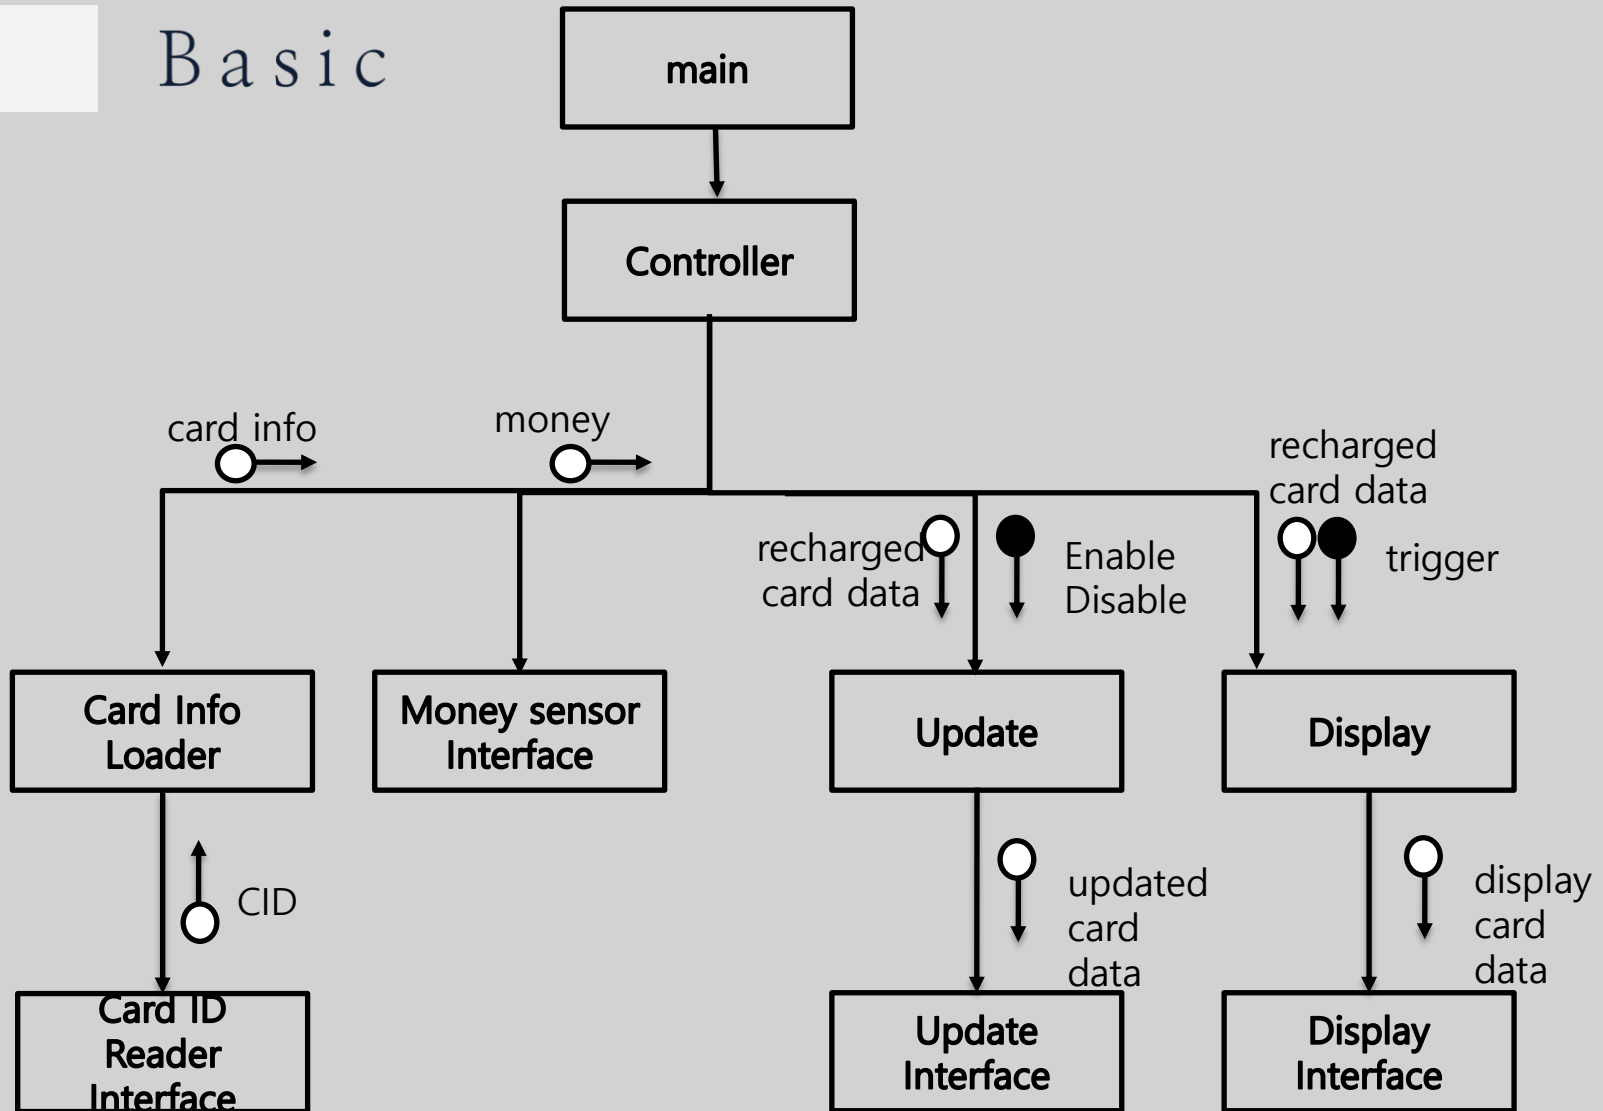 Basic
main
Controller
card info
money
recharged
card data
recharged
card data
Enable
Disable
trigger
Card Info
Loader
Money sensor
Interface
Update
Display
CID
updated
card
data
display
card
data
Card ID
Reader
Interface
Update
Interface
Display
Interface